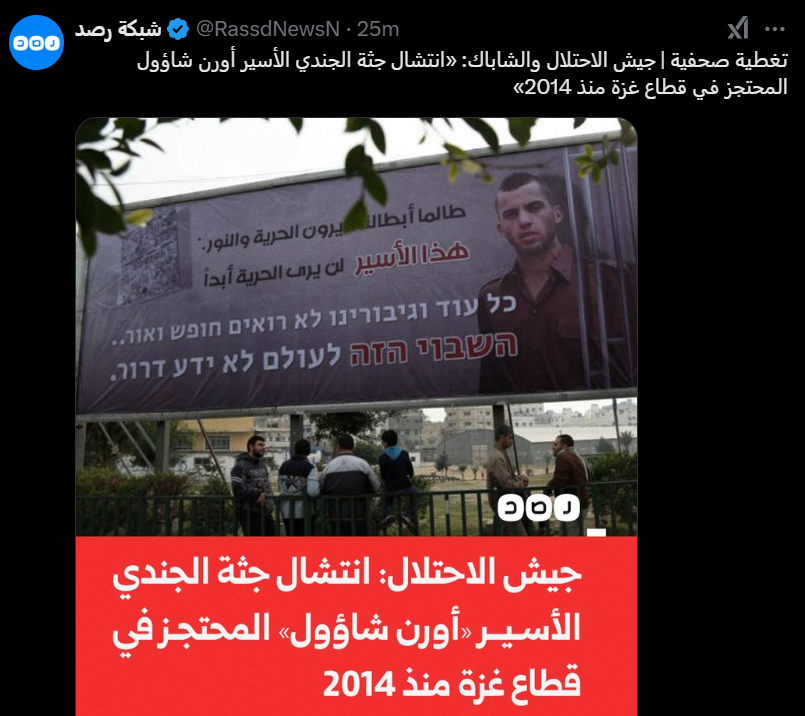 شبكة رصد @RassdNewsN · 25m
تغطية صحفية | جيش الاحتلال والشاباك: «انتشال جثة الجندي الأسير أورن شاؤول
المحتجز في قطاع غزة منذ 2014»
طالما أبطالنا يرون الحرية والنور..
هذا الأسير لن يرى الحرية أبداً
כל עוד וגיבורינו לא רואים חופש ואור..
השבוי הזה לעולם לא ידע דרור.
رصد
جيش الاحتلال: انتشال جثة الجندي
الأسير «أورن شاؤول» المحتجز في
قطاع غزة منذ 2014